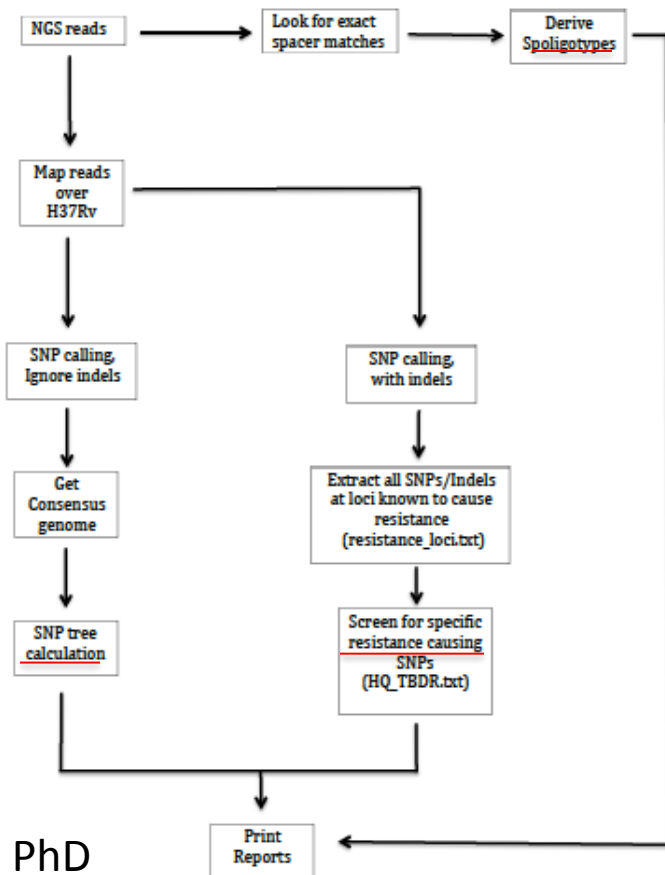 NGS reads
Look for exact
spacer matches
Derive
Spoligotypes
Map reads
over
H37Rv
SNP calling,
Ignore indels
SNP calling,
with indels
Get
Consensus
genome
Extract all SNPs/Indels
at loci known to cause
resistance
(resistance_loci.txt)
SNP tree
calculation
Screen for specific
resistance causing
SNPs
(HQ_TBDR.txt)
Print
Reports
PhD